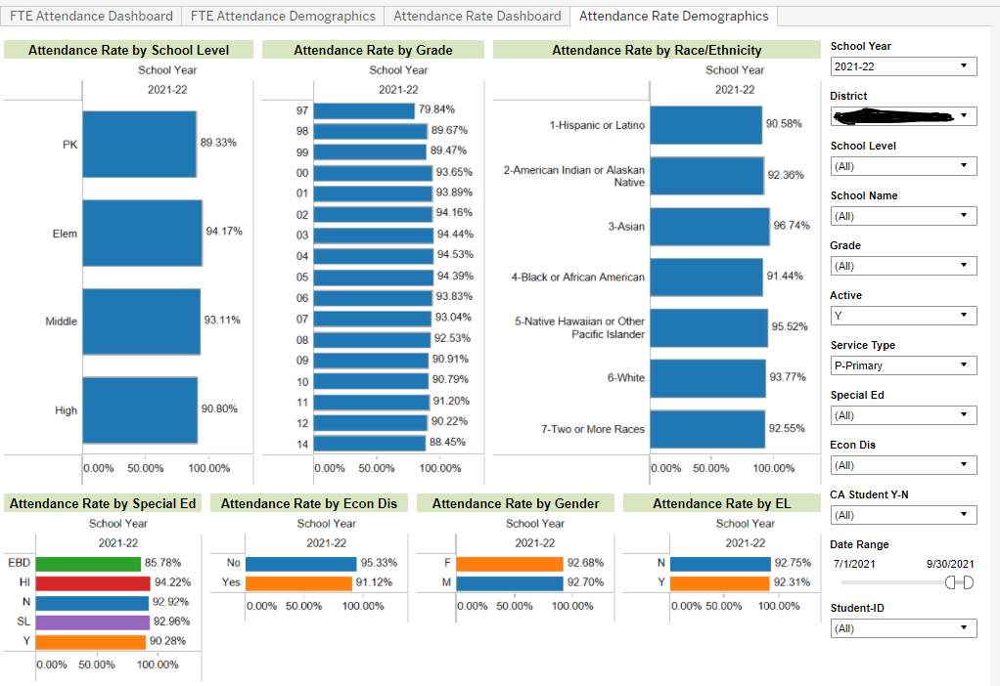 FTE Attendance Dashboard
FTE Attendance Demographics
Attendance Rate Dashboard
Attendance Rate Demographics
Attendance Rate by School Level
School Year
2021-22
PK 89.33%
Elem 94.17%
Middle 93.11%
High 90.80%
0.00% 50.00% 100.00%
Attendance Rate by Grade
School Year
2021-22
97 79.84%
98 89.67%
99 89.47%
00 93.65%
01 93.89%
02 94.16%
03 94.44%
04 94.53%
05 94.39%
06 93.83%
07 93.04%
08 92.53%
09 90.91%
10 90.79%
11 91.20%
12 90.22%
14 88.45%
0.00% 50.00% 100.00%
Attendance Rate by Race/Ethnicity
School Year
2021-22
1-Hispanic or Latino 90.58%
2-American Indian or Alaskan
Native 92.36%
3-Asian 96.74%
4-Black or African American 91.44%
5-Native Hawaiian or Other
Pacific Islander 95.52%
6-White 93.77%
7-Two or More Races 92.55%
0.00% 50.00% 100.00%
Attendance Rate by Special Ed
School Year
2021-22
EBD 85.78%
HI 94.22%
N 92.92%
SL 92.96%
Y 90.28%
0.00% 50.00% 100.00%
Attendance Rate by Econ Dis
School Year
2021-22
No 95.33%
Yes 91.12%
0.00% 50.00% 100.00%
Attendance Rate by Gender
School Year
2021-22
F 92.68%
M 92.70%
0.00% 50.00% 100.00%
Attendance Rate by EL
School Year
2021-22
N 92.75%
Y 92.31%
0.00% 50.00% 100.00%
School Year
2021-22
District
School Level
(All)
School Name
(All)
Grade
(All)
Active
Y
Service Type
P-Primary
Special Ed
(All)
Econ Dis
(All)
CA Student Y-N
(All)
Date Range
7/1/2021 9/30/2021
Student-ID
(All)